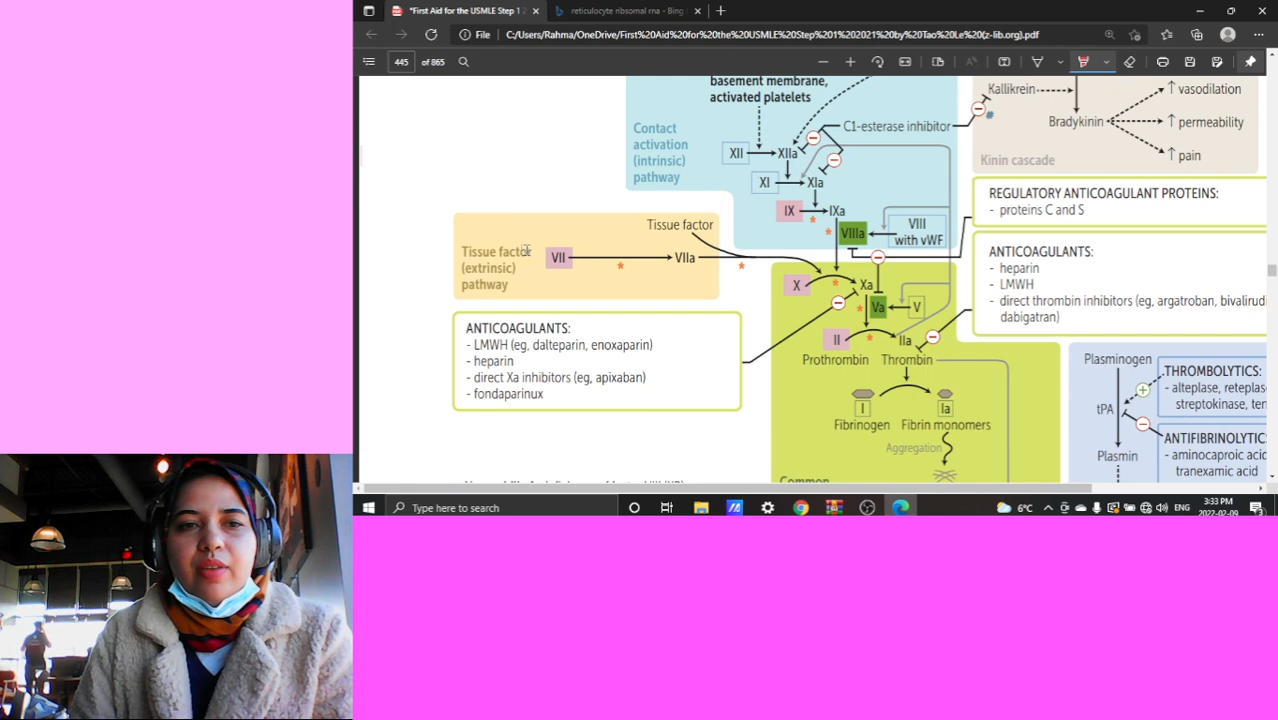 "First Aid for the USMLE Step 1 2
reticulocyte ribsomal rna - Bing
File
C:/Users/Rahma/OneDrive/First%20Aid%20for%20the%20USMLE%20Step%201%202021%20by%20Tao%20Le%20(z-lib.org).pdf
445 of 865
basement membrane,
activated platelets
Contact
activation
(intrinsic)
pathway
XII
XIIa
XI
XIa
IX
IXa
VIIIa
VIII
with vWF
C1-esterase inhibitor
Kallikrein
#
Bradykinin
↑ vasodilation
↑ permeability
↑ pain
Kinin cascade
REGULATORY ANTICOAGULANT PROTEINS:
- proteins C and S
ANTICOAGULANTS:
- heparin
- LMWH
- direct thrombin inhibitors (eg, argatroban, bivalirudi
dabigatran)
Tissue factor
Tissue factor
(extrinsic)
pathway
VII
VIIa
X
Xa
Va
V
II
IIa
Prothrombin
Thrombin
I
Ia
Fibrinogen
Fibrin monomers
Aggregation
Common
ANTICOAGULANTS:
- LMWH (eg, dalteparin, enoxaparin)
- heparin
- direct Xa inhibitors (eg, apixaban)
- fondaparinux
Plasminogen
tPA
Plasmin
THROMBOLYTICS:
- alteplase, reteplase
streptokinase, ten
ANTIFIBRINOLYTICS
- aminocaproic acid
tranexamic acid
Type here to search
6°C
ENG
3:33 PM
2022-02-09